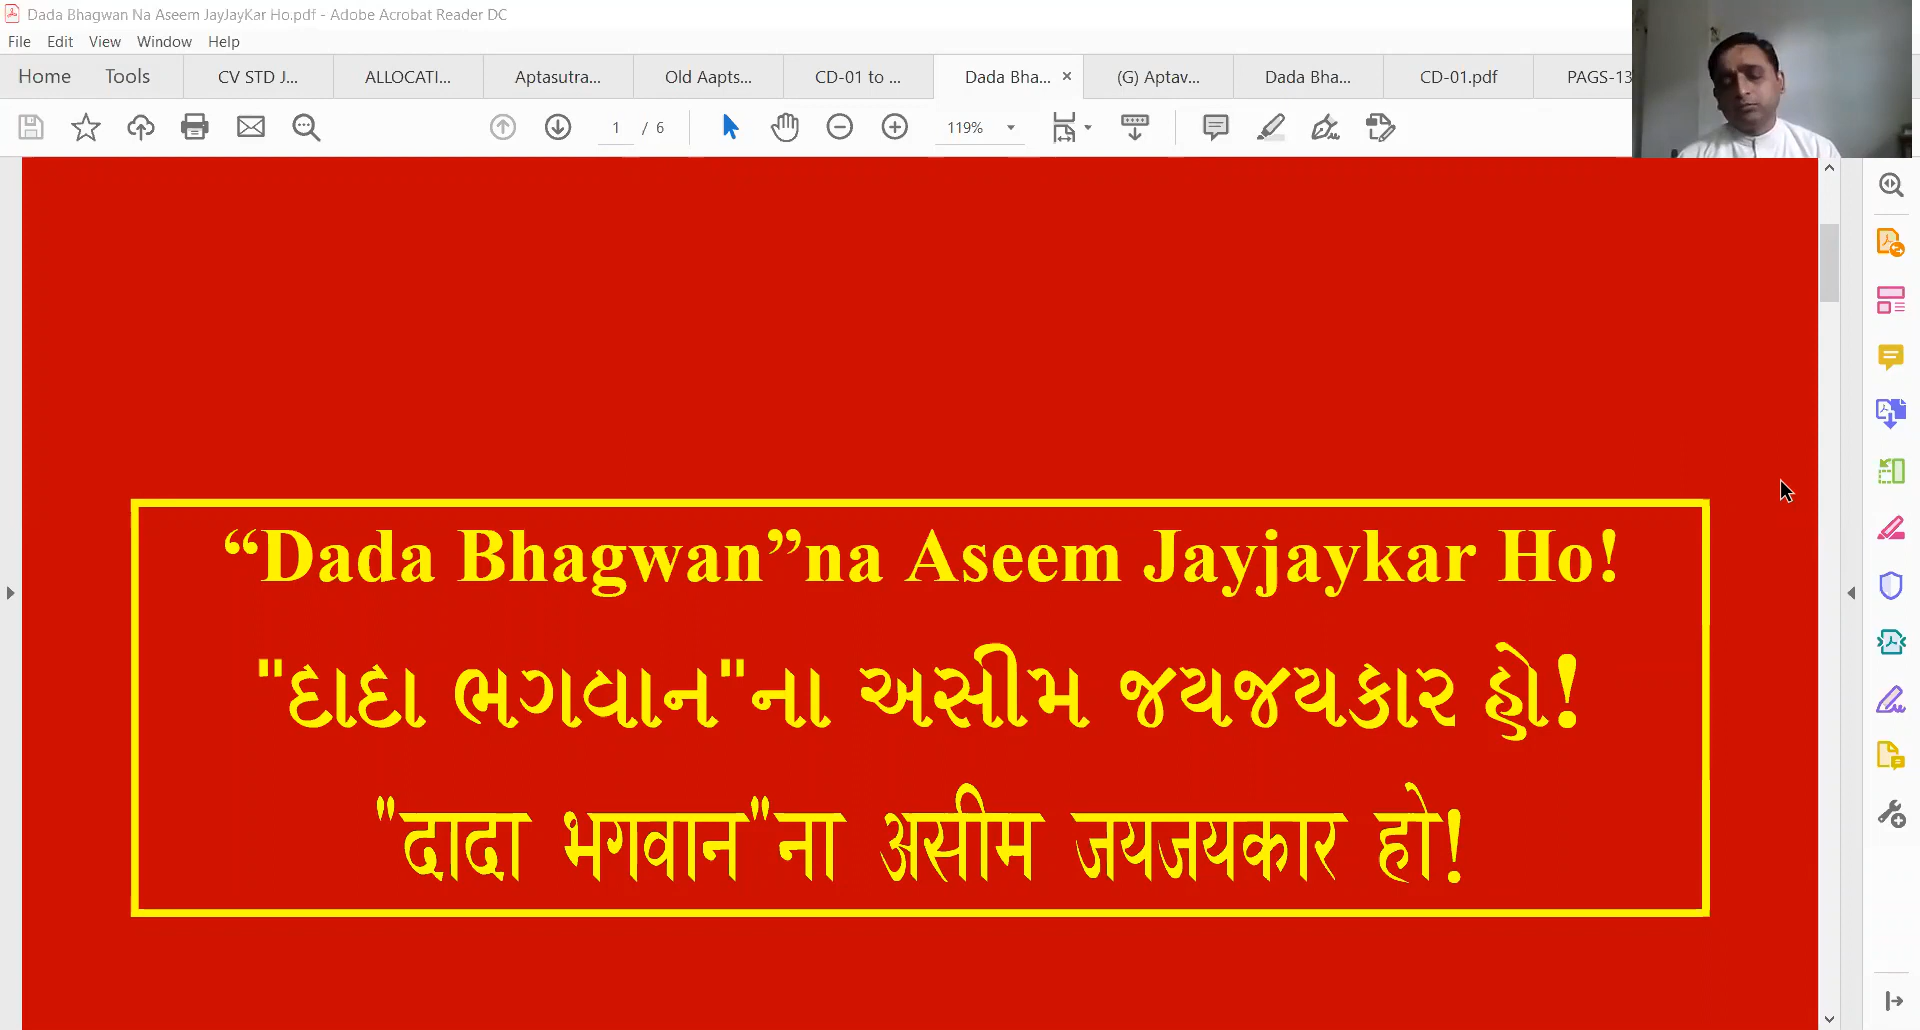 Dada Bhagwan Na Aseem JayJayKar Ho.pdf - Adobe Acrobat Reader DC
File Edit View Window Help
Home Tools CV STD J... ALLOCATI... Aptasutra... Old Aapts... CD-01 to ... Dada Bha... × (G) Aptav... Dada Bha... CD-01.pdf PAGS-13
1 / 6 119%
“Dada Bhagwan”na Aseem Jayjaykar Ho!
"દાદા ભગવાન"ના અસીમ જયજયકાર હો!
"दादा भगवान"ना असीम जयजयकार हो!